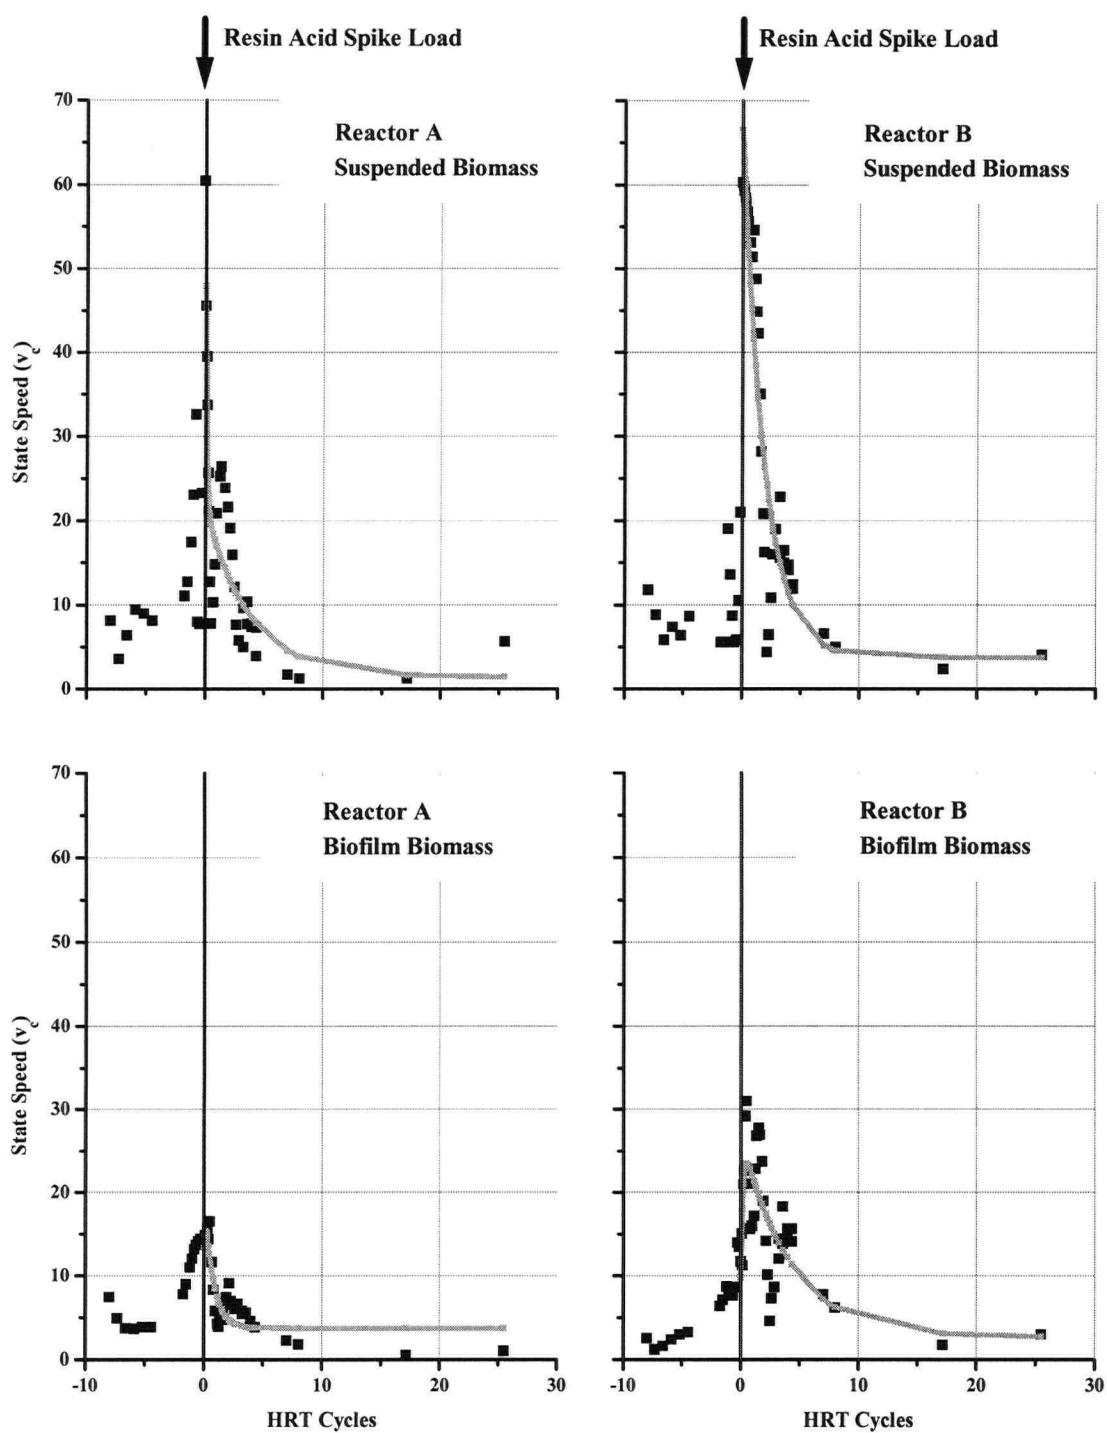 Resin Acid Spike Load
Resin Acid Spike Load
70
60
50
40
30
20
10
0
State Speed (vc)
Reactor A
Suspended Biomass
Reactor B
Suspended Biomass
70
60
50
40
30
20
10
0
State Speed (vc)
Reactor A
Biofilm Biomass
Reactor B
Biofilm Biomass
-10 0 10 20 30
HRT Cycles
-10 0 10 20 30
HRT Cycles